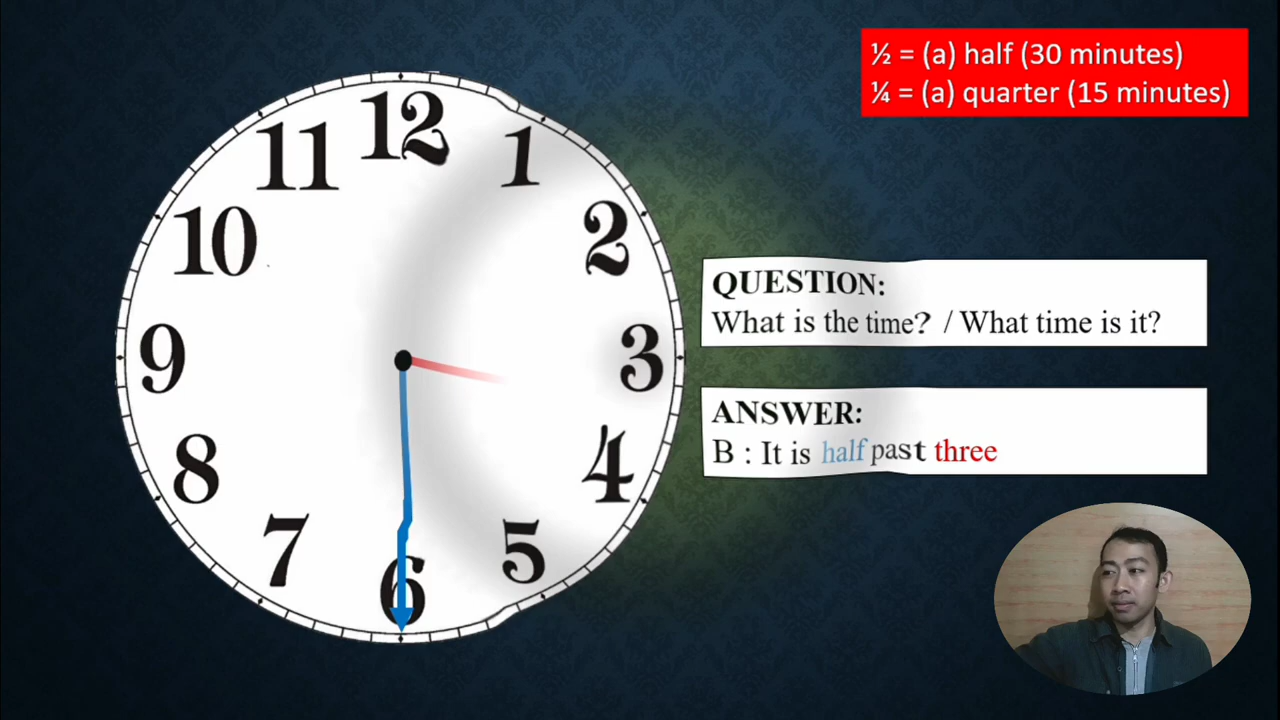 ½ = (a) half (30 minutes)
¼ = (a) quarter (15 minutes)
12
11
1
10
2
9
3
8
4
7
5
6
QUESTION:
What is the time? / What time is it?
ANSWER:
B : It is half past three